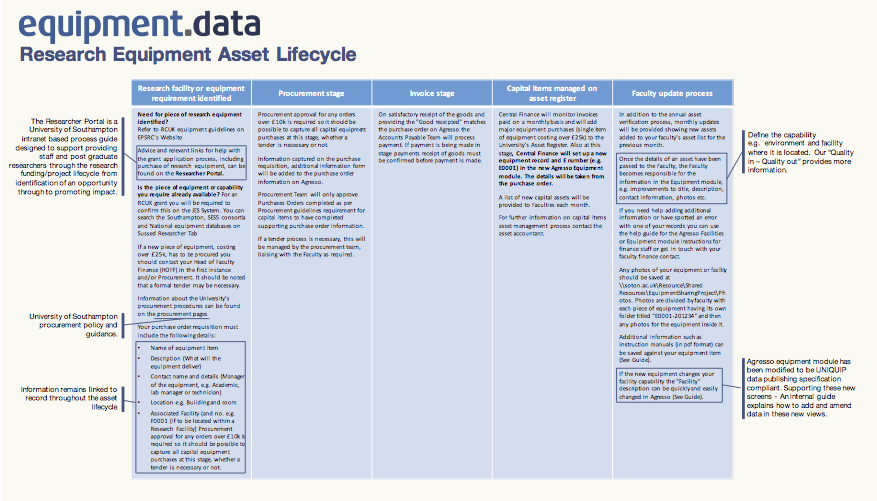 equipment.data
Research Equipment Asset Lifecycle
The Researcher Portal is a
University of Southampton
intranet based process guide
designed to support providing
staff and post graduate
researchers through the research
funding/project lifecycle from
identification of an opportunity
through to promoting impact.
University of Southampton
procurement policy and
guidance.
Information remains linked to
record throughout the asset
lifecycle
Research facility or equipment
requirement identified
Need for piece of research equipment
identified?
Refer to RCUK equipment guidelines on
EPSRC's Website
Advice and relevant links for help with
the grant application process, including
purchase of research equipment, can be
found on the Researcher Portal.
Is the piece of equipment or capability
you require already available? For an
RCUK grant you will be required to
confirm this on the JES System. You can
search the Southampton, SES5 consortia
and National equipment databases on
Sussed Researcher Tab
If a new piece of equipment, costing
over £25k, has to be procured you
should contact your Head of Faculty
Finance (HOFF) in the first instance
and/or Procurement. It should be noted
that a formal tender may be necessary.
Information about the University's
procurement procedures can be found
on the procurement pages
Your purchase order requisition must
include the following details:
• Name of equipment item
• Description (What will the
equipment deliver)
• Contact name and details (Manager
of the equipment, e.g. Academic,
lab manager or technician)
• Location e.g. Building and room
• Associated Facility (and no. e.g.
F0001 (if to be located within a
Research Facility) Procurement
approval for any orders over £10k is
required so it should be possible to
capture all capital equipment
purchases at this stage, whether a
tender is necessary or not.
Procurement stage
Procurement approval for any orders
over £10k is required so it should be
possible to capture all capital equipment
purchases at this stage, whether a
tender is necessary or not.
Information captured on the purchase
requisition, additional information form
will be added to the purchase order
information on Agresso.
Procurement Team will only approve
Purchases Orders completed as per
Procurement guidelines requirement for
capital items to have completed
supporting purchase order information.
If a tender process is necessary, this will
be managed by the procurement team,
liaising with the Faculty as required.
Invoice stage
On satisfactory receipt of the goods and
providing the "Good receipted" matches
the purchase order on Agresso the
Accounts Payable Team will process
payment. If payment is being made in
stage payments receipt of goods must
be confirmed before payment is made.
Capital items managed on
asset register
Central Finance will monitor invoices
paid on a monthly basis and will add
major equipment purchases (single item
of equipment costing over £25k) to the
University's Asset Register. Also at this
stage, Central Finance will set up a new
equipment record and E number (e.g.
E0001) in the new Agresso Equipment
module. The details will be taken from
the purchase order.
A list of new capital assets will be
provided to Faculties each month.
For further information on capital items
asset management process contact the
asset accountant.
Faculty update process
In addition to the annual asset
verification process, monthly updates
will be provided showing new assets
added to your faculty's asset list for the
previous month.
Once the details of an asset have been
passed to the Faculty, the Faculty
becomes responsible for the
information in the Equipment module,
e.g. improvements to title, description,
contact information, photos etc.
If you need help adding additional
information or have spotted an error
with one of your records you can use
the help guide for the Agresso Facilities
or Equipment module instructions for
finance staff or get in touch with your
faculty finance contact.
Any photos of your equipment or facility
should be saved at
\\soton.ac.uk\Resource\Shared
Resources\EquipmentSharingProject\Ph
otos. Photos are divided by faculty with
each piece of equipment having its own
folder titled "E0001-201234" and then
any photos for the equipment inside it.
Additional information such as
instruction manuals (in pdf format) can
be saved against your equipment item
(See Guide).
If the new equipment changes your
facility capability the "Facility"
description can be quickly and easily
changed in Agresso (See Guide).
Define the capability
e.g. environment and facility
where it is located. Our "Quality
in – Quality out" provides more
information.
Agresso equipment module has
been modified to be UNIQUIP
data publishing specification
compliant. Supporting these new
screens – An internal guide
explains how to add and amend
data in these new views.